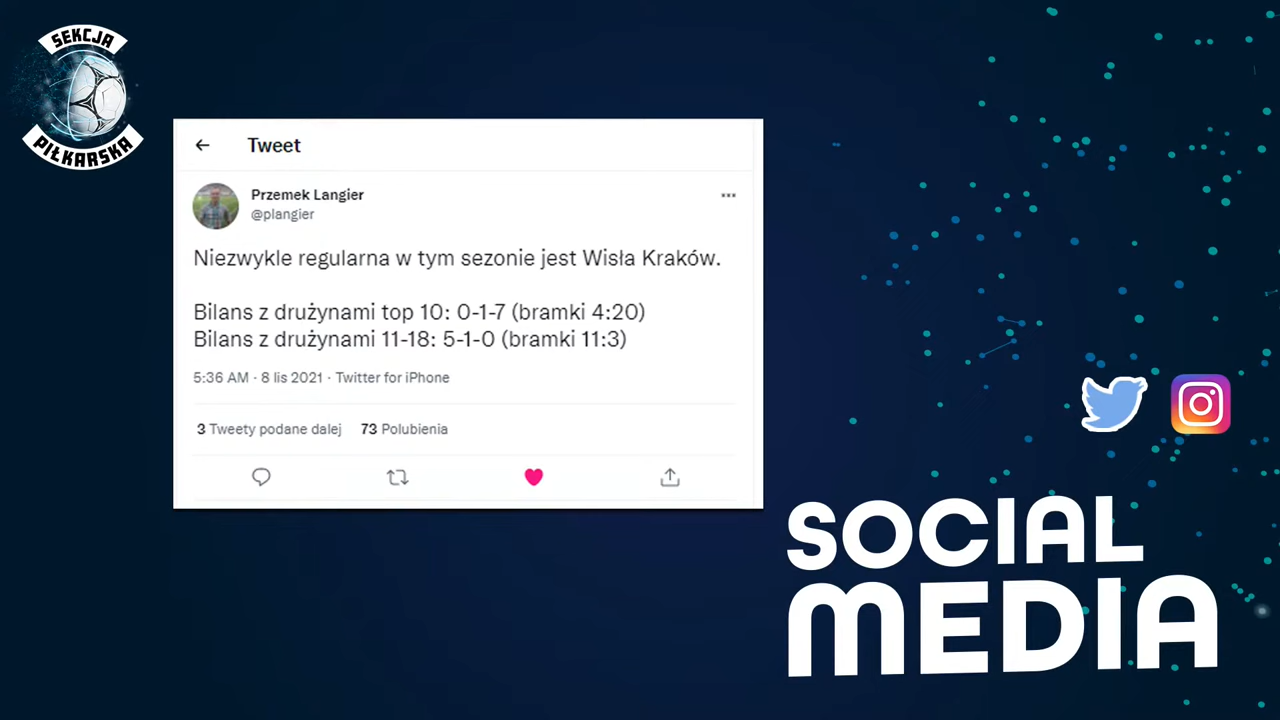 SEKCJA
PIŁKARSKA
Tweet
Przemek Langier
@plangier
Niezwykle regularna w tym sezonie jest Wisła Kraków.
Bilans z drużynami top 10: 0-1-7 (bramki 4:20)
Bilans z drużynami 11-18: 5-1-0 (bramki 11:3)
5:36 AM · 8 lis 2021 · Twitter for iPhone
3 Tweety podane dalej 73 Polubienia
SOCIAL
MEDIA